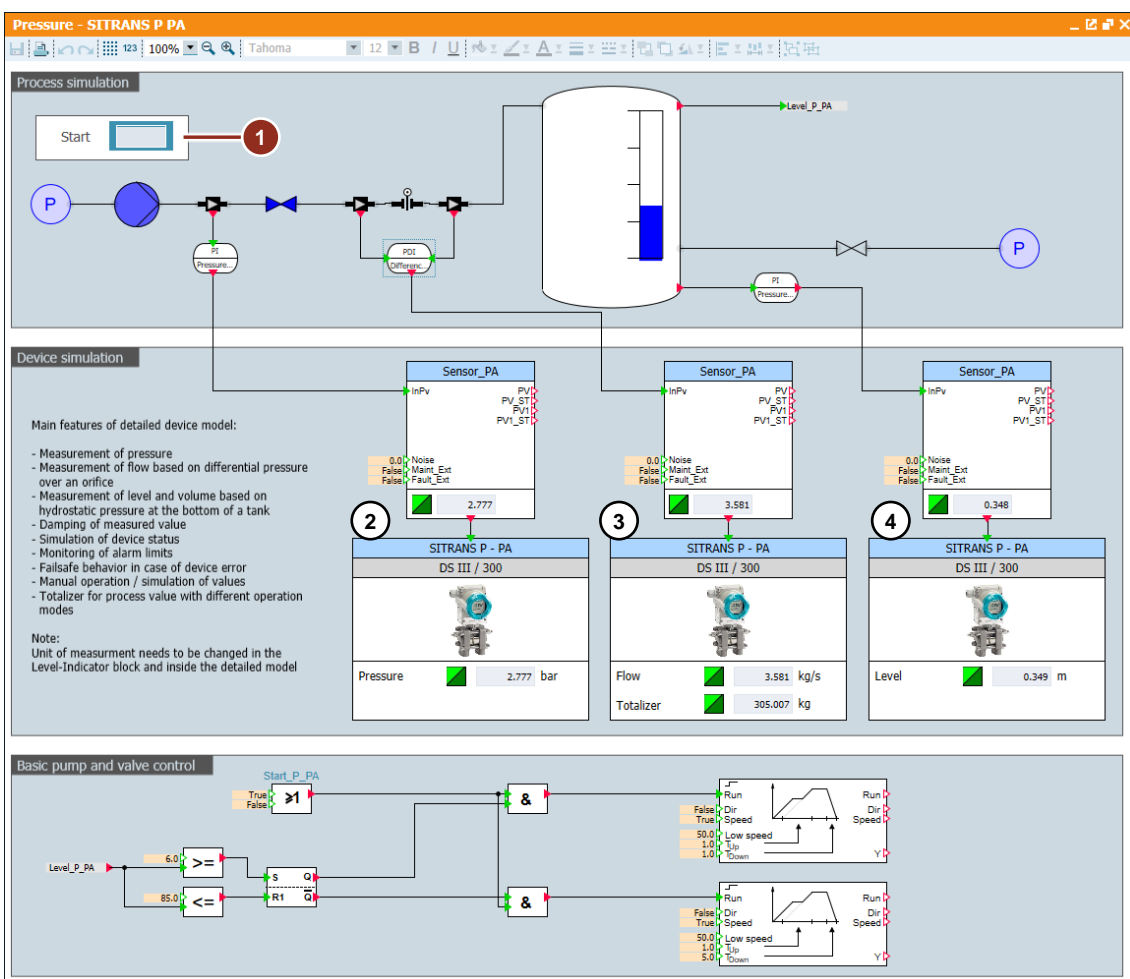 Pressure - SITRANS P PA
123 100% Tahoma 12 B I U A
Process simulation
Start
1
Level_P_PA
P
P
PI
Pressure...
PDI
Differenc...
PI
Pressure...
Device simulation
Main features of detailed device model:
- Measurement of pressure
- Measurement of flow based on differential pressure
over an orifice
- Measurement of level and volume based on
hydrostatic pressure at the bottom of a tank
- Damping of measured value
- Simulation of device status
- Monitoring of alarm limits
- Failsafe behavior in case of device error
- Manual operation / simulation of values
- Totalizer for process value with different operation
modes
Note:
Unit of measurment needs to be changed in the
Level-Indicator block and inside the detailed model
Sensor_PA
InPv PV
PV_ST
PV1
PV1_ST
0.0 Noise
False Maint_Ext
False Fault_Ext
2.777
2
SITRANS P - PA
DS III / 300
Pressure 2.777 bar
Sensor_PA
InPv PV
PV_ST
PV1
PV1_ST
0.0 Noise
False Maint_Ext
False Fault_Ext
3.581
3
SITRANS P - PA
DS III / 300
Flow 3.581 kg/s
Totalizer 305.007 kg
Sensor_PA
InPv PV
PV_ST
PV1
PV1_ST
0.0 Noise
False Maint_Ext
False Fault_Ext
0.348
4
SITRANS P - PA
DS III / 300
Level 0.349 m
Basic pump and valve control
Start_P_PA
True
False
≥1
&
Run Run
False Dir Dir
True Speed Speed
50.0 Low speed
1.0 TUp
1.0 TDown Y
Level_P_PA
6.0 >=
85.0 <=
S Q
R1 Q̅
&
Run Run
False Dir Dir
True Speed Speed
50.0 Low speed
1.0 TUp
5.0 TDown Y